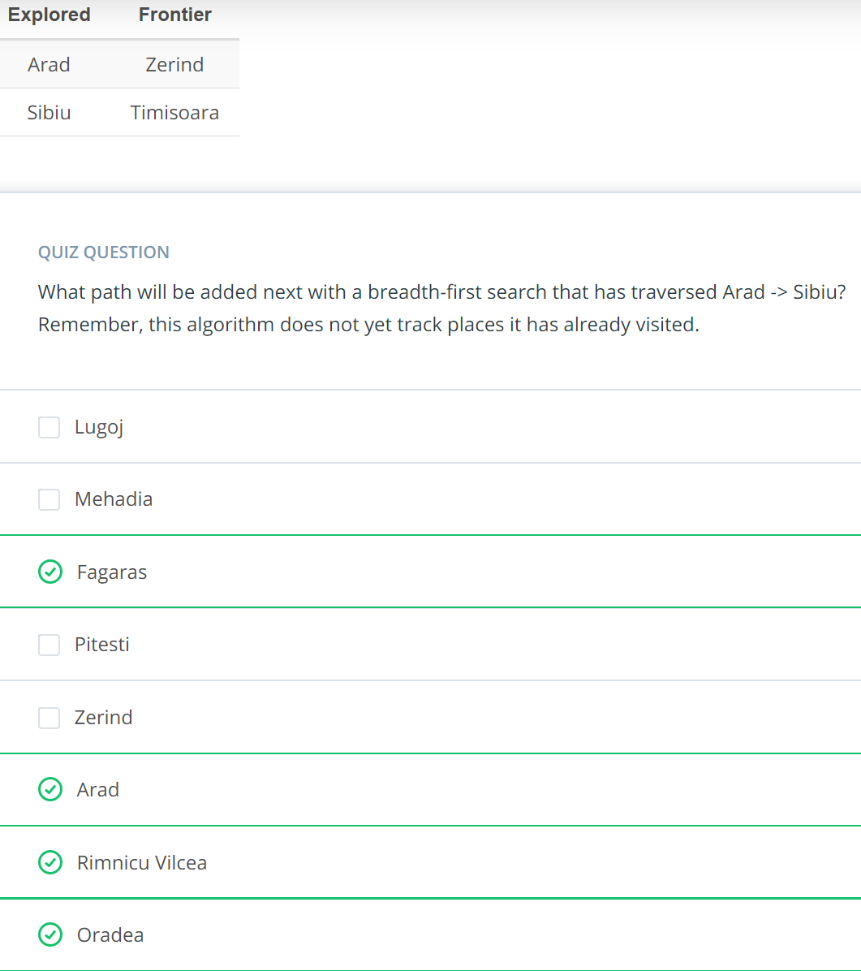 Explored Frontier
Arad Zerind
Sibiu Timisoara
QUIZ QUESTION
What path will be added next with a breadth-first search that has traversed Arad -> Sibiu?
Remember, this algorithm does not yet track places it has already visited.
Lugoj
Mehadia
Fagaras
Pitesti
Zerind
Arad
Rimnicu Vilcea
Oradea